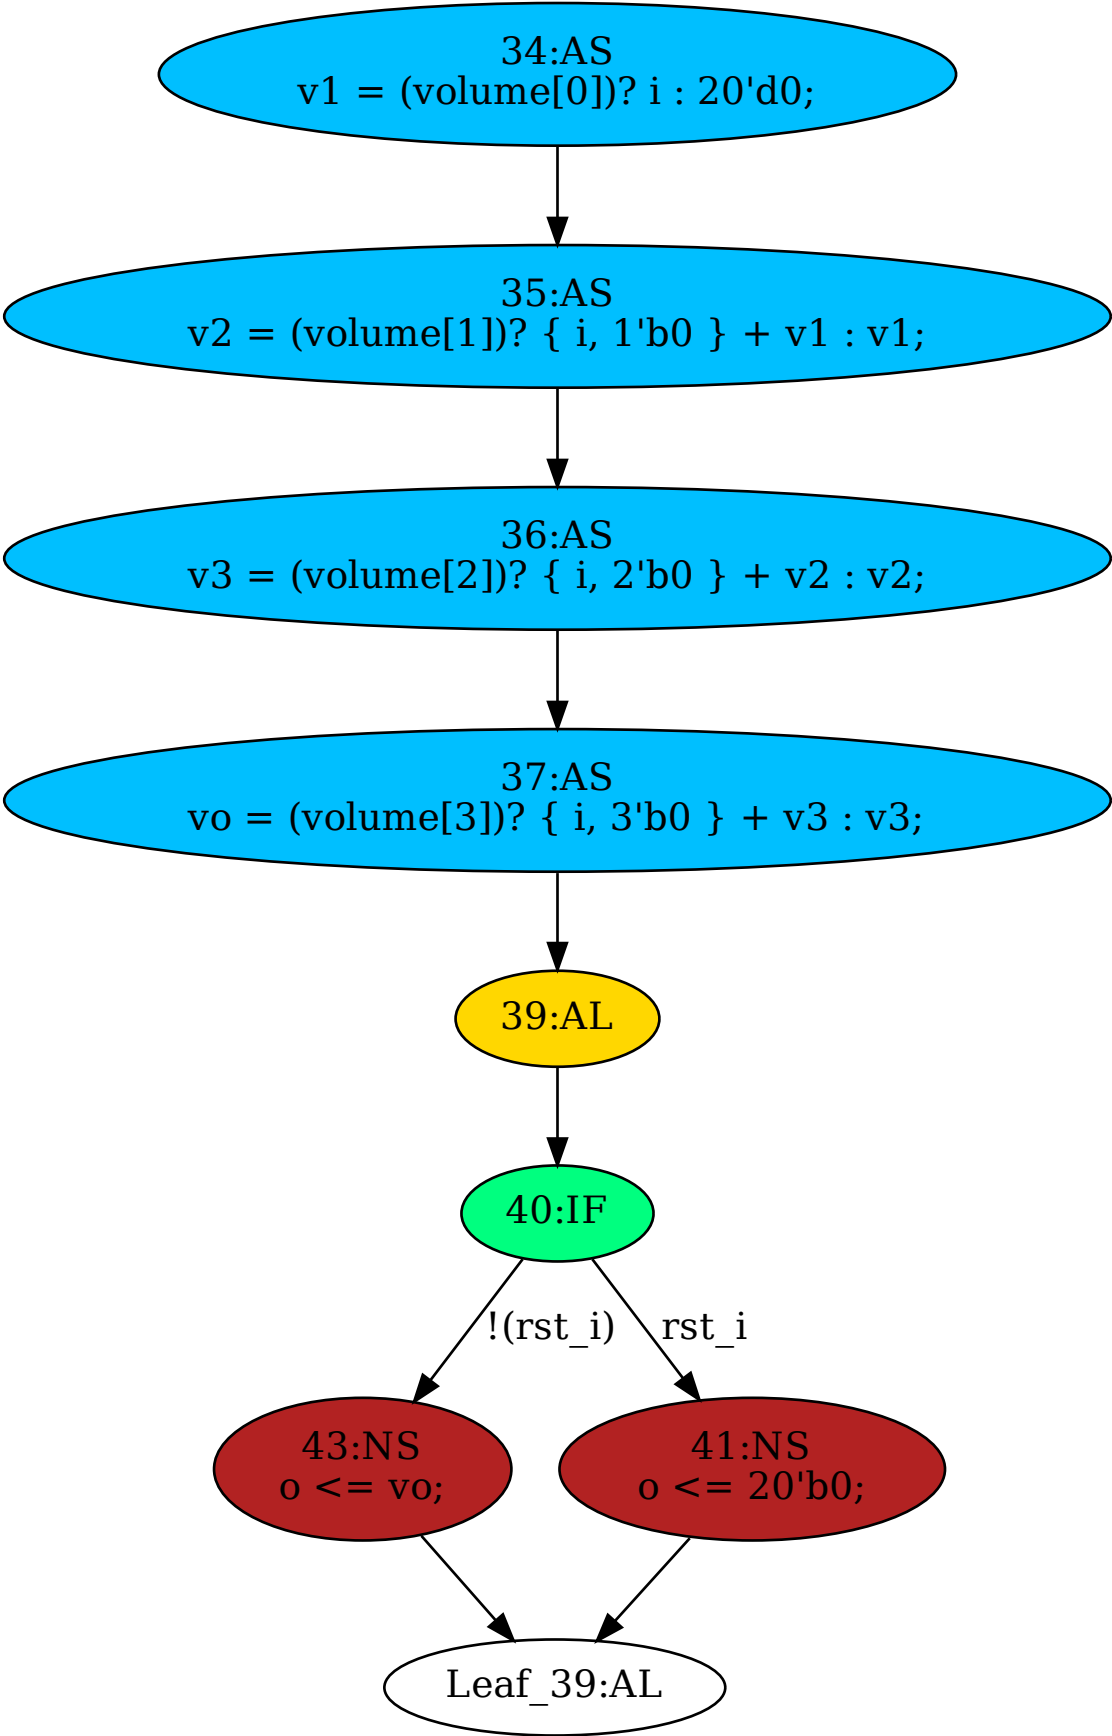 34:AS
v1 = (volume[0])? i : 20'd0;
35:AS
v2 = (volume[1])? { i, 1'b0 } + v1 : v1;
36:AS
v3 = (volume[2])? { i, 2'b0 } + v2 : v2;
37:AS
vo = (volume[3])? { i, 3'b0 } + v3 : v3;
39:AL
40:IF
!(rst_i)
rst_i
43:NS
o <= vo;
41:NS
o <= 20'b0;
Leaf_39:AL